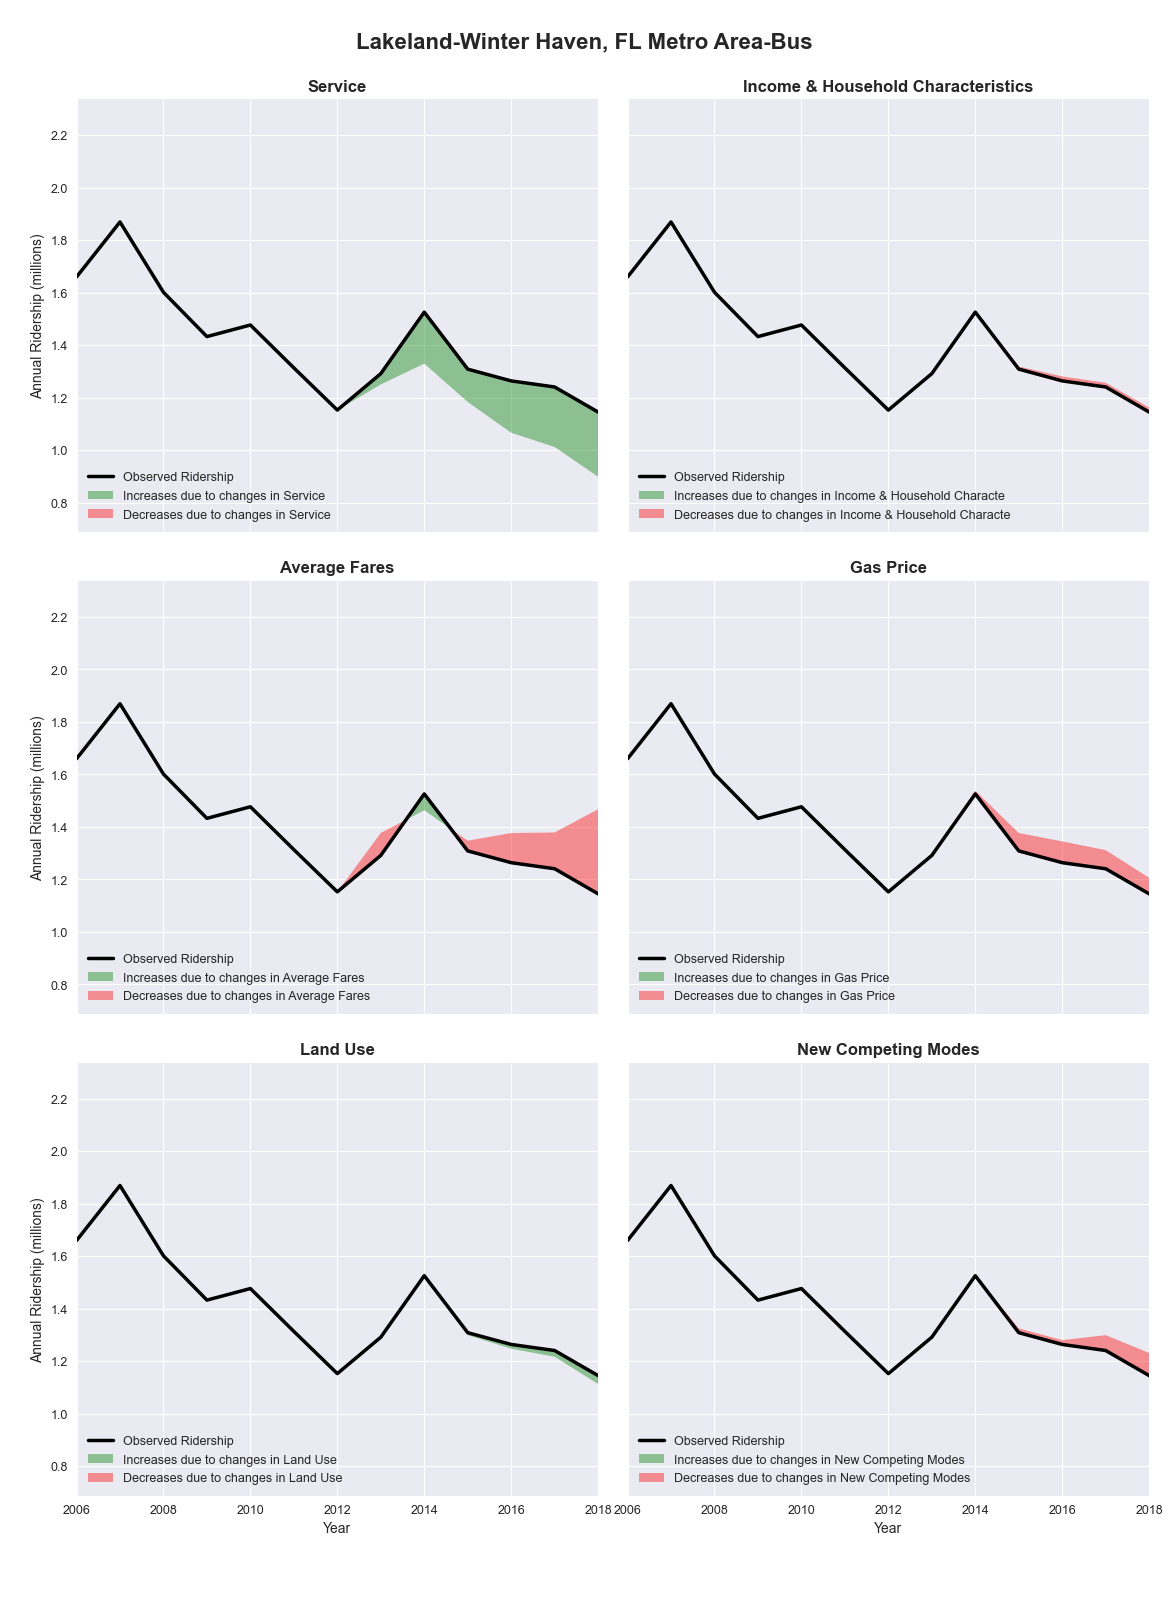 Lakeland-Winter Haven, FL Metro Area-Bus
Service
2.2
2.0
1.8
1.6
1.4
1.2
1.0
0.8
Annual Ridership (millions)
Observed Ridership
Increases due to changes in Service
Decreases due to changes in Service
Income & Household Characteristics
Observed Ridership
Increases due to changes in Income & Household Characte
Decreases due to changes in Income & Household Characte
Average Fares
2.2
2.0
1.8
1.6
1.4
1.2
1.0
0.8
Annual Ridership (millions)
Observed Ridership
Increases due to changes in Average Fares
Decreases due to changes in Average Fares
Gas Price
Observed Ridership
Increases due to changes in Gas Price
Decreases due to changes in Gas Price
Land Use
2.2
2.0
1.8
1.6
1.4
1.2
1.0
0.8
Annual Ridership (millions)
Observed Ridership
Increases due to changes in Land Use
Decreases due to changes in Land Use
2006 2008 2010 2012 2014 2016 2018
Year
New Competing Modes
Observed Ridership
Increases due to changes in New Competing Modes
Decreases due to changes in New Competing Modes
2006 2008 2010 2012 2014 2016 2018
Year